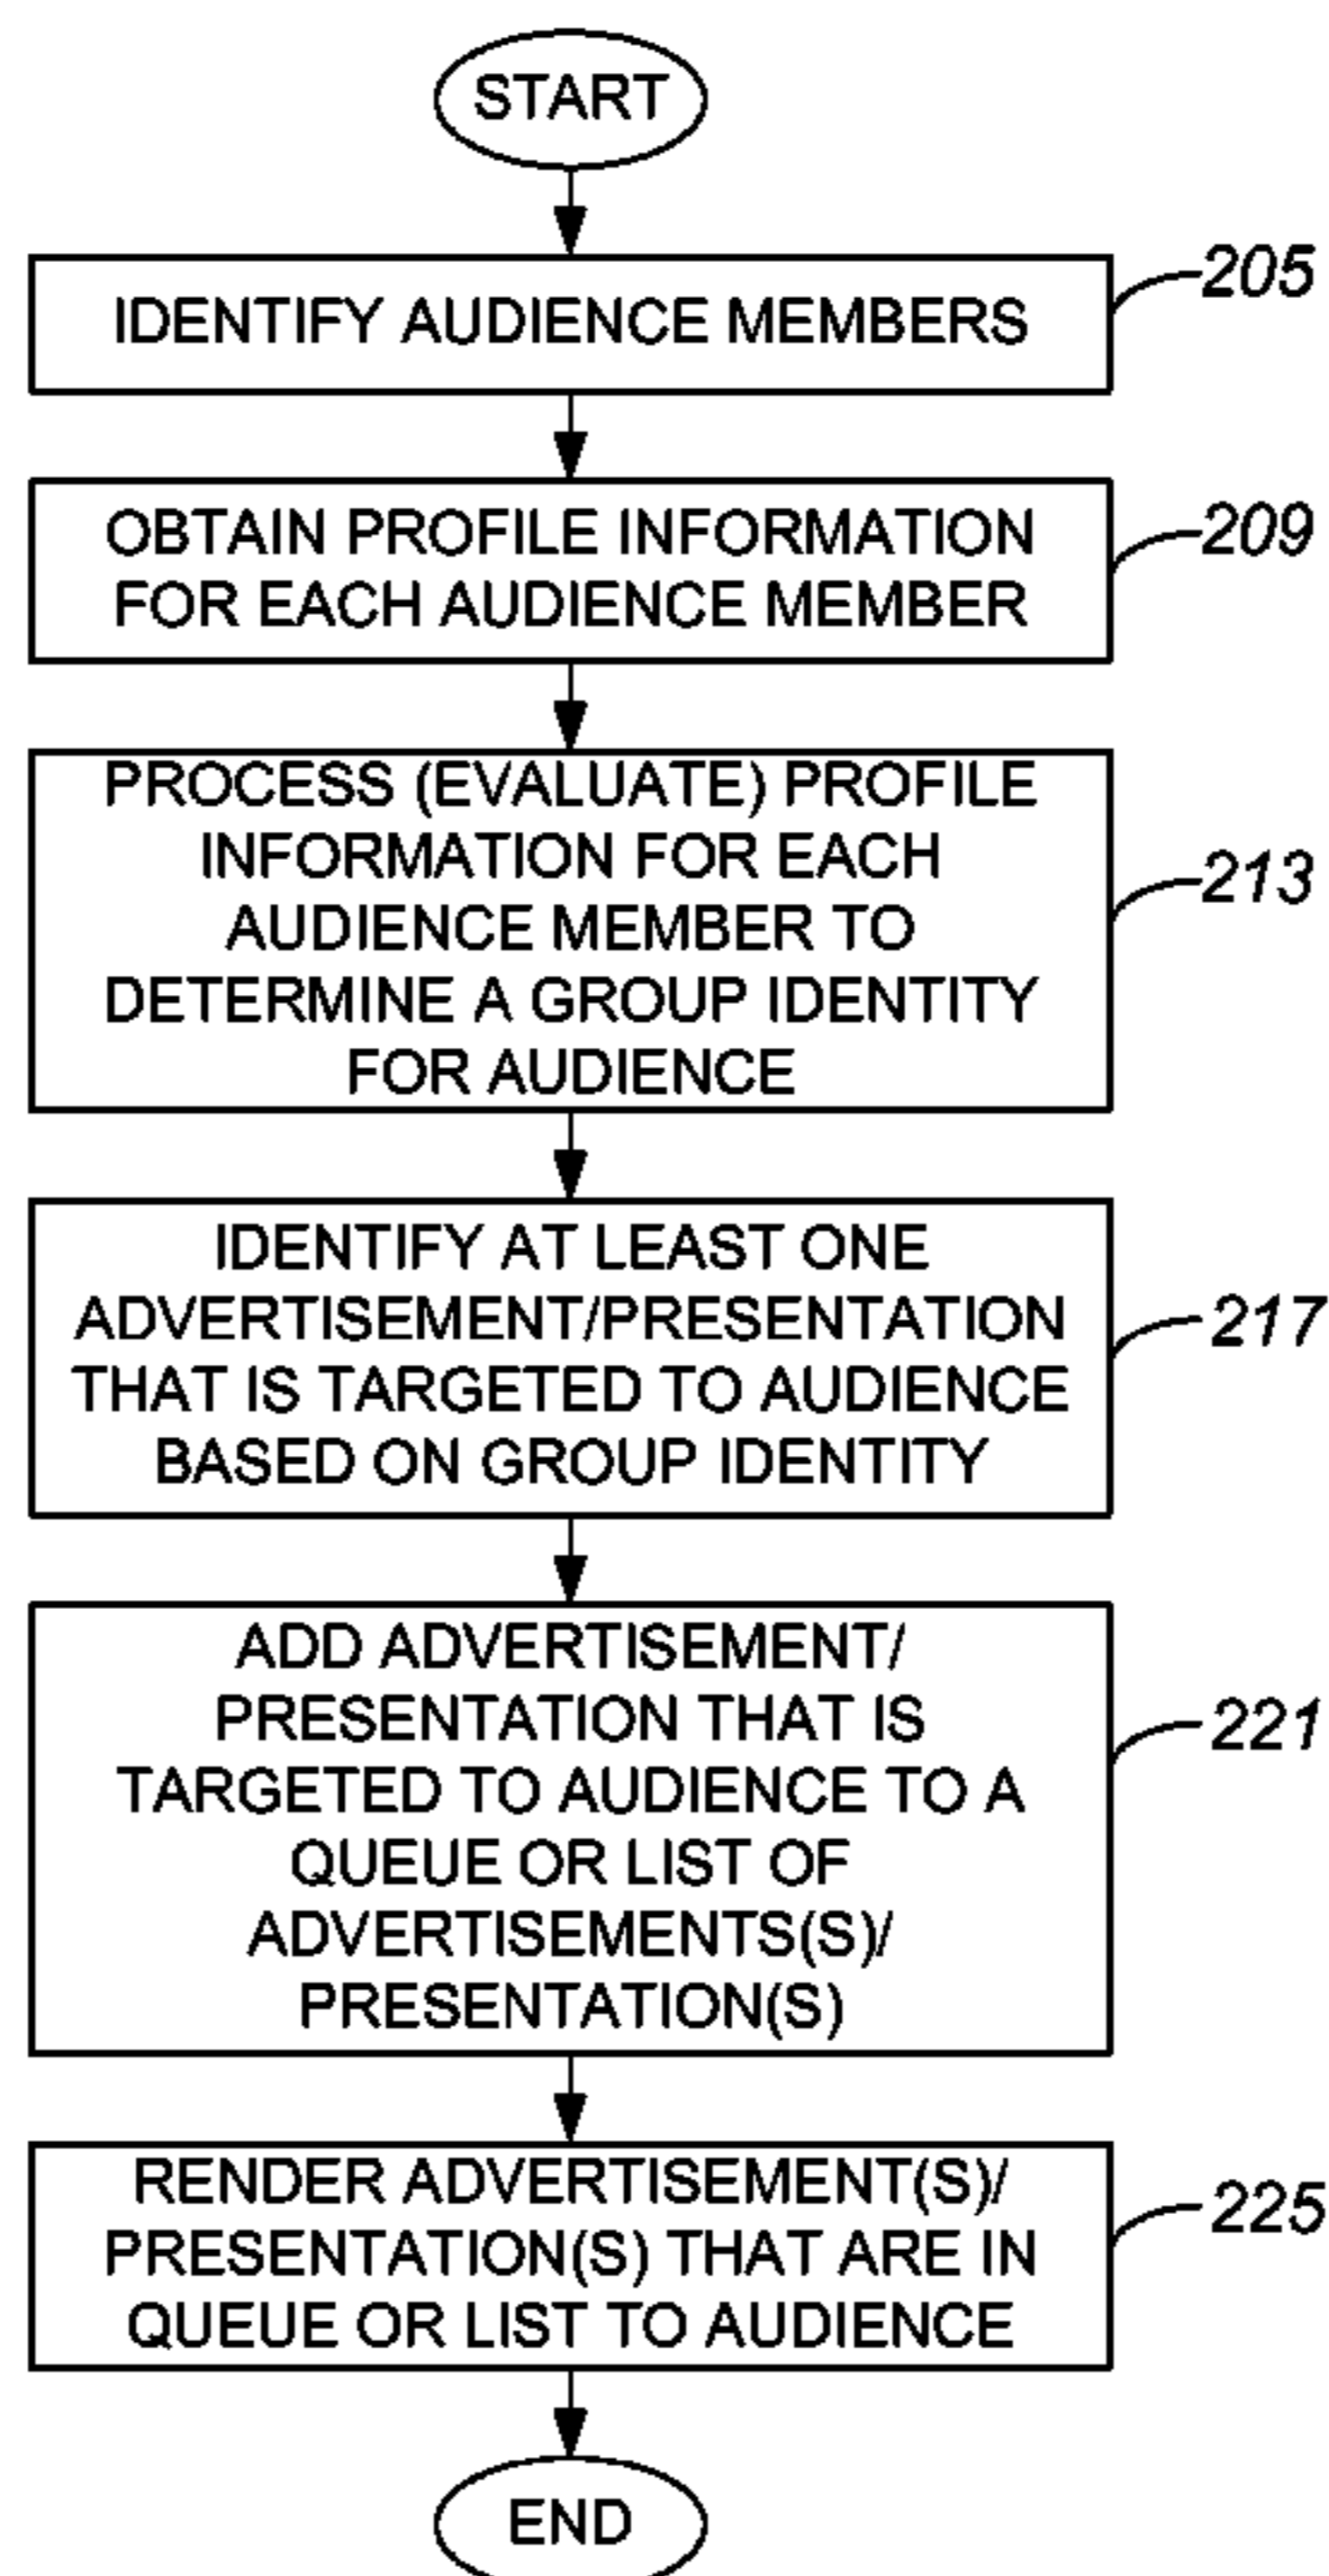 START
IDENTIFY AUDIENCE MEMBERS
205
OBTAIN PROFILE INFORMATION
FOR EACH AUDIENCE MEMBER
209
PROCESS (EVALUATE) PROFILE
INFORMATION FOR EACH
AUDIENCE MEMBER TO
DETERMINE A GROUP IDENTITY
FOR AUDIENCE
213
IDENTIFY AT LEAST ONE
ADVERTISEMENT/PRESENTATION
THAT IS TARGETED TO AUDIENCE
BASED ON GROUP IDENTITY
217
ADD ADVERTISEMENT/
PRESENTATION THAT IS
TARGETED TO AUDIENCE TO A
QUEUE OR LIST OF
ADVERTISEMENTS(S)/
PRESENTATION(S)
221
RENDER ADVERTISEMENT(S)/
PRESENTATION(S) THAT ARE IN
QUEUE OR LIST TO AUDIENCE
225
END